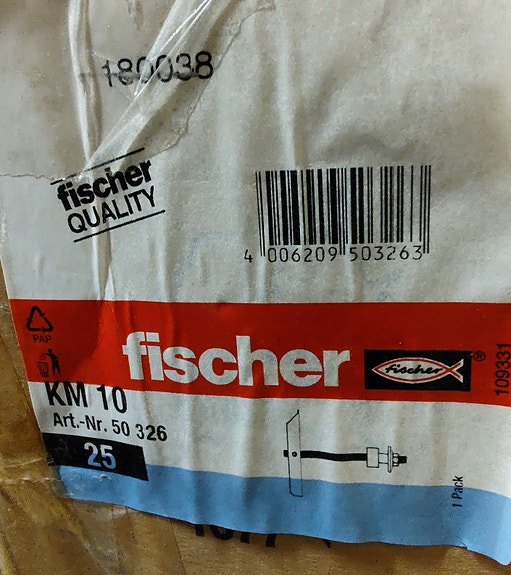 180038
fischer
QUALITY
4 006209 503263
PAP
fischer
fischer
®
109331
KM 10
Art.-Nr. 50 326
25
1 Pack